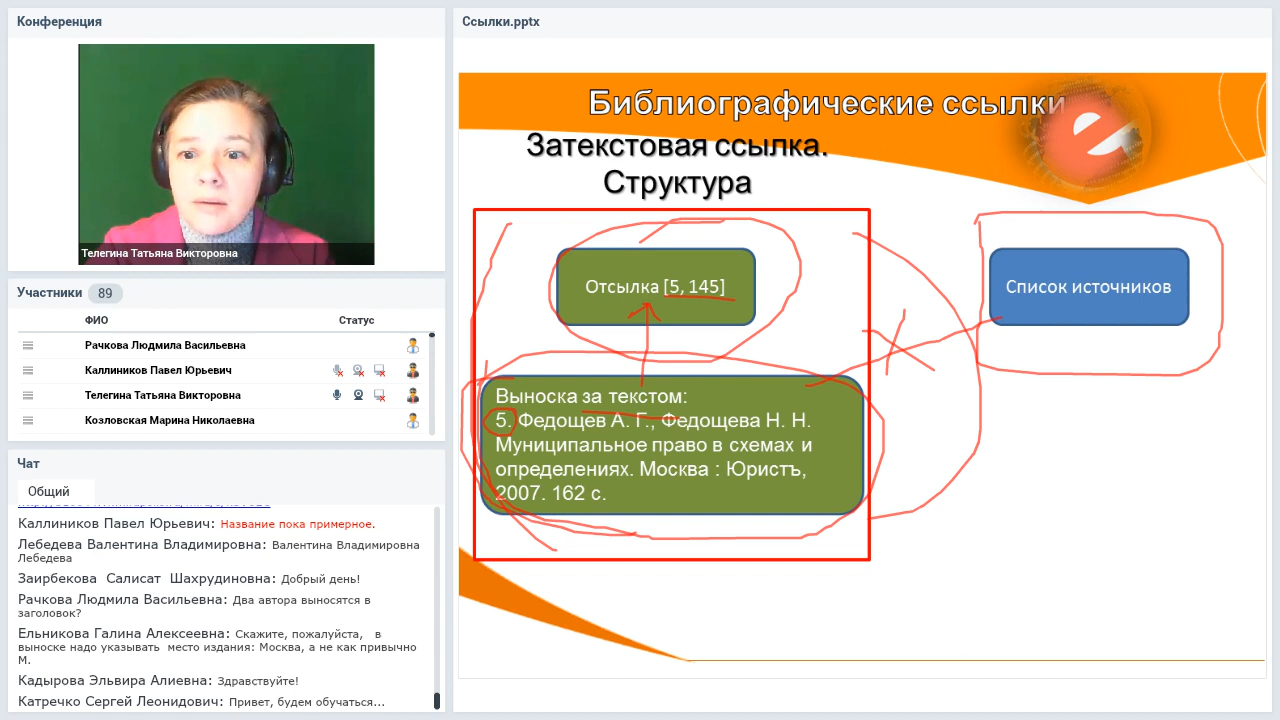 Конференция
Телегина Татьяна Викторовна
Участники 89
ФИО Статус
Рачкова Людмила Васильевна
Каллиников Павел Юрьевич
Телегина Татьяна Викторовна
Козловская Марина Николаевна
Чат
Общий
Каллиников Павел Юрьевич: Название пока примерное.
Лебедева Валентина Владимировна: Валентина Владимировна
Лебедева
Заирбекова Салисат Шахрудиновна: Добрый день!
Рачкова Людмила Васильевна: Два автора выносятся в
заголовок?
Ельникова Галина Алексеевна: Скажите, пожалуйста, в
выноске надо указывать место издания: Москва, а не как привычно
М.
Кадырова Эльвира Алиевна: Здравствуйте!
Катречко Сергей Леонидович: Привет, будем обучаться...
Ссылки.pptx
Библиографические ссылки
Затекстовая ссылка.
Структура
Отсылка [5, 145]
Список источников
Выноска за текстом:
5. Федощев А. Г., Федощева Н. Н.
Муниципальное право в схемах и
определениях. Москва : Юристъ,
2007. 162 с.